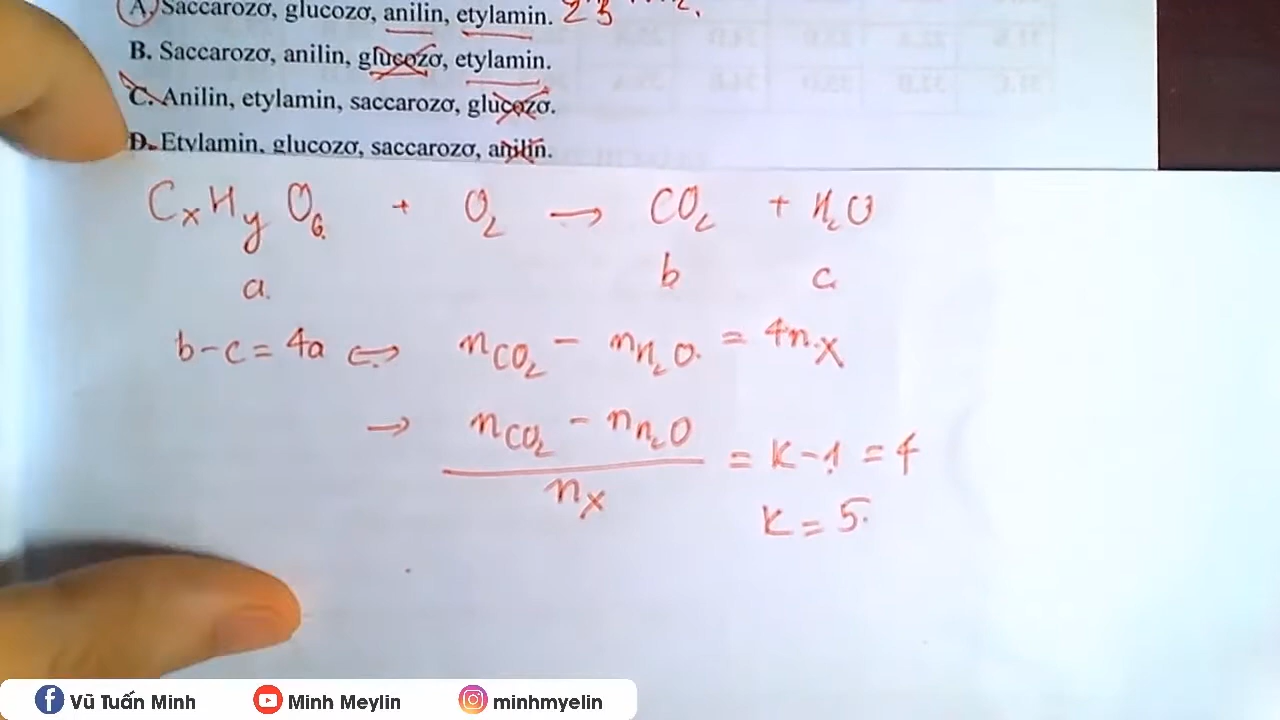 A. Saccarozơ, glucozơ, anilin, etylamin.
B. Saccarozơ, anilin, glucozơ, etylamin.
C. Anilin, etylamin, saccarozơ, glucozơ.
D. Etylamin, glucozơ, saccarozơ, anilin.
CxHyO6 + O2 → CO2 + H2O
a. b c
b-c = 4a ⟺ nCO2 - nH2O = 4n.X
→ nCO2 - nH2O / nX = k-1 = 4
k = 5.
Vũ Tuấn Minh Minh Meylin minhmyelin